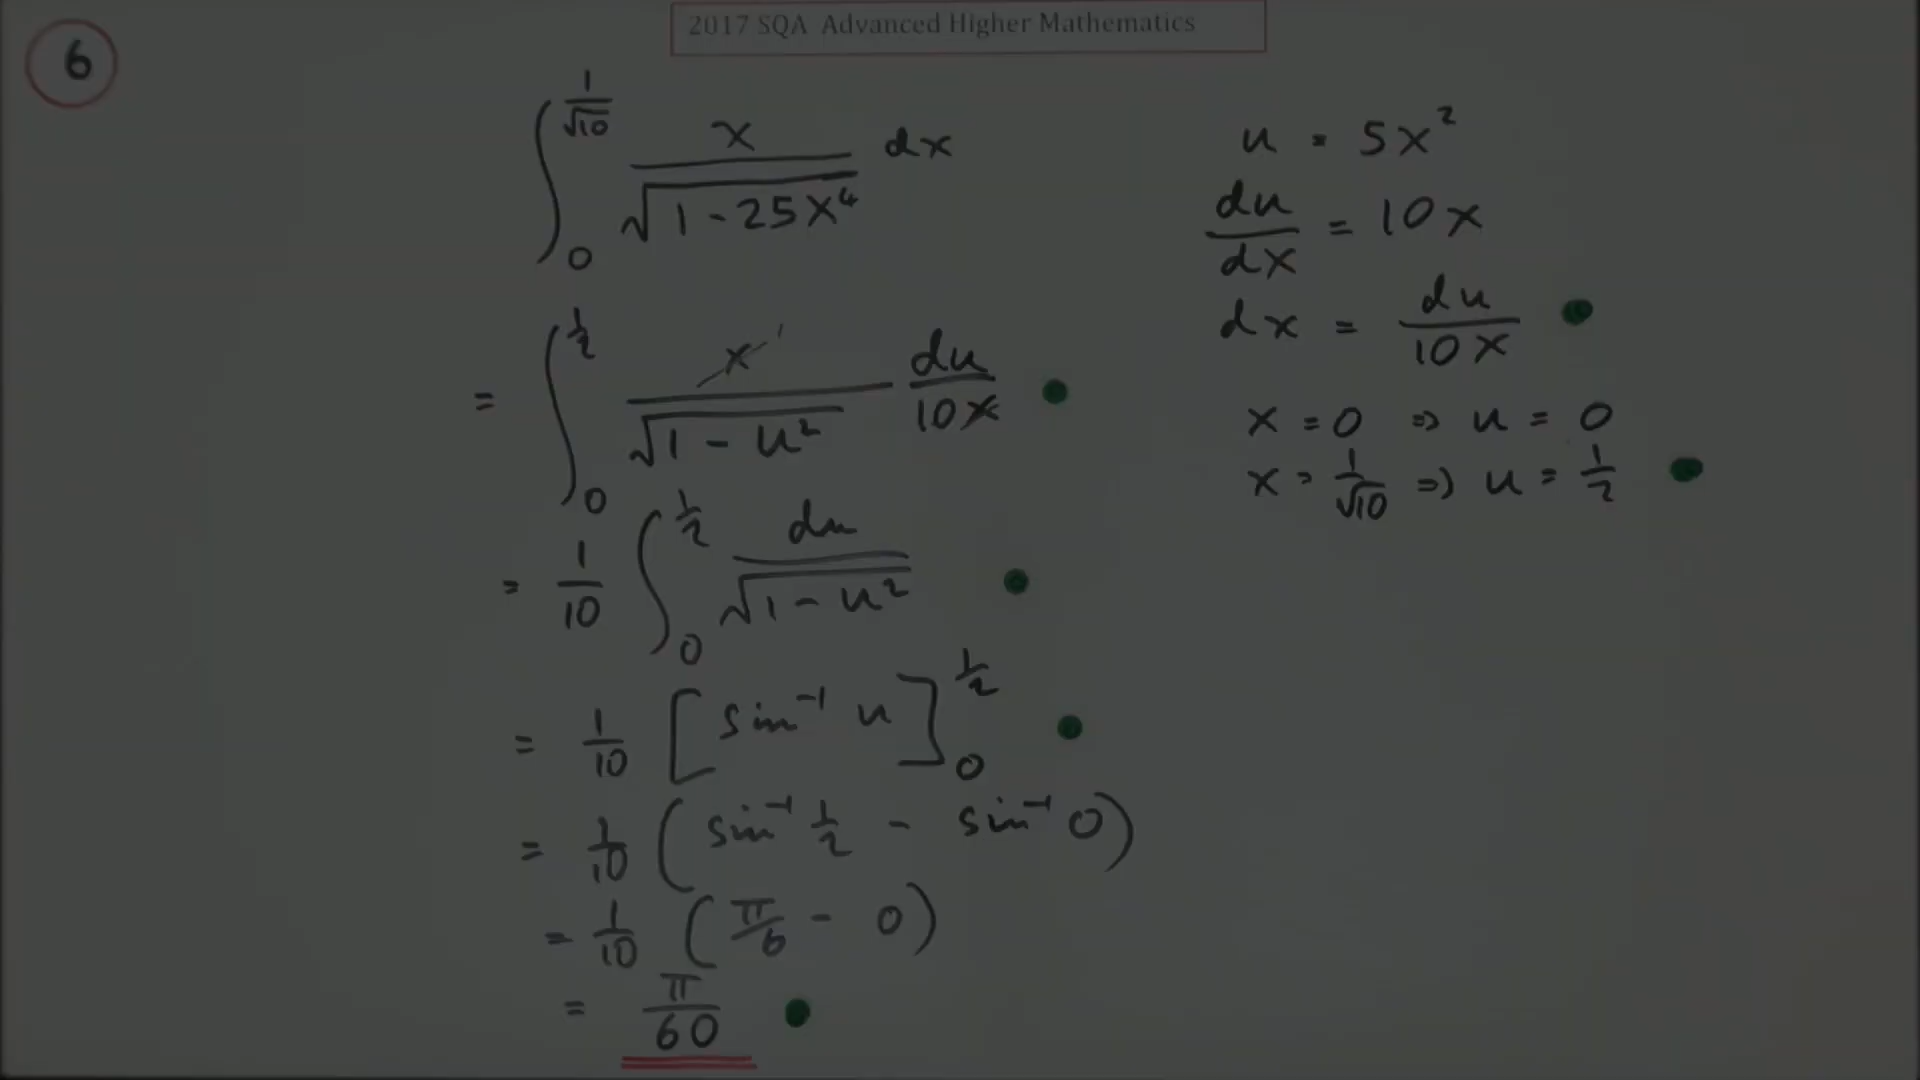 2017 SQA Advanced Higher Mathematics
6
∫₀^{1/√10} x/√(1-25x⁴) dx
= ∫₀^{1/2} x/√(1-u²) du/10x
= 1/10 ∫₀^{1/2} du/√(1-u²)
= 1/10 [sin⁻¹ u]₀^{1/2}
= 1/10 (sin⁻¹ 1/2 - sin⁻¹ 0)
= 1/10 (π/6 - 0)
= π/60
u = 5x²
du/dx = 10x
dx = du/10x
x = 0 ⇒ u = 0
x = 1/√10 ⇒ u = 1/2